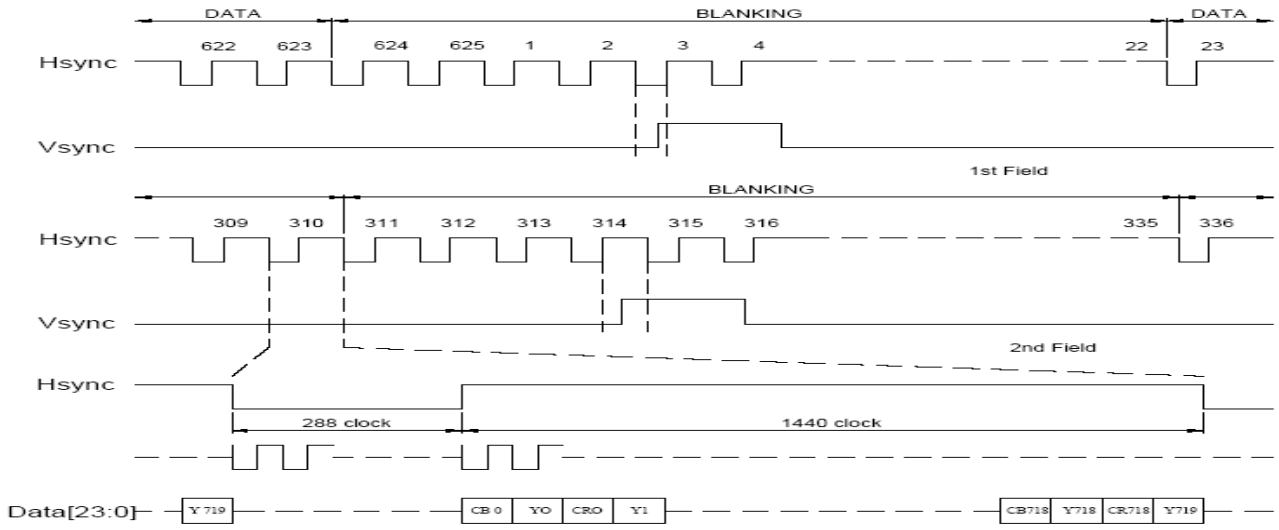 DATA BLANKING DATA
622 623 624 625 1 2 3 4 22 23
Hsync
Vsync
1st Field
BLANKING
309 310 311 312 313 314 315 316 335 336
Hsync
Vsync
2nd Field
Hsync
288 clock 1440 clock
Data[23:0] Y719 CB0 Y0 CR0 Y1 CB718 Y718 CR718 Y719